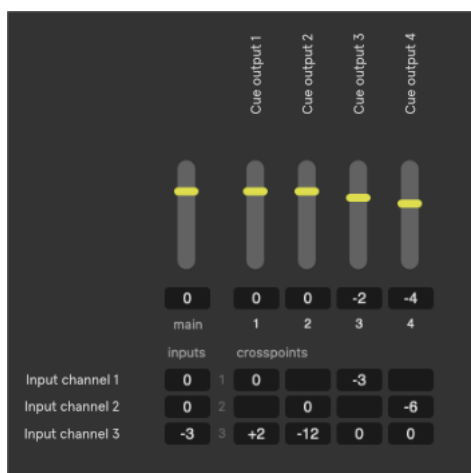 Cue output 1
Cue output 2
Cue output 3
Cue output 4
0 0 0 -2 -4
main 1 2 3 4
inputs crosspoints
Input channel 1 0 1 0 -3
Input channel 2 0 2 0 -6
Input channel 3 -3 3 +2 -12 0 0